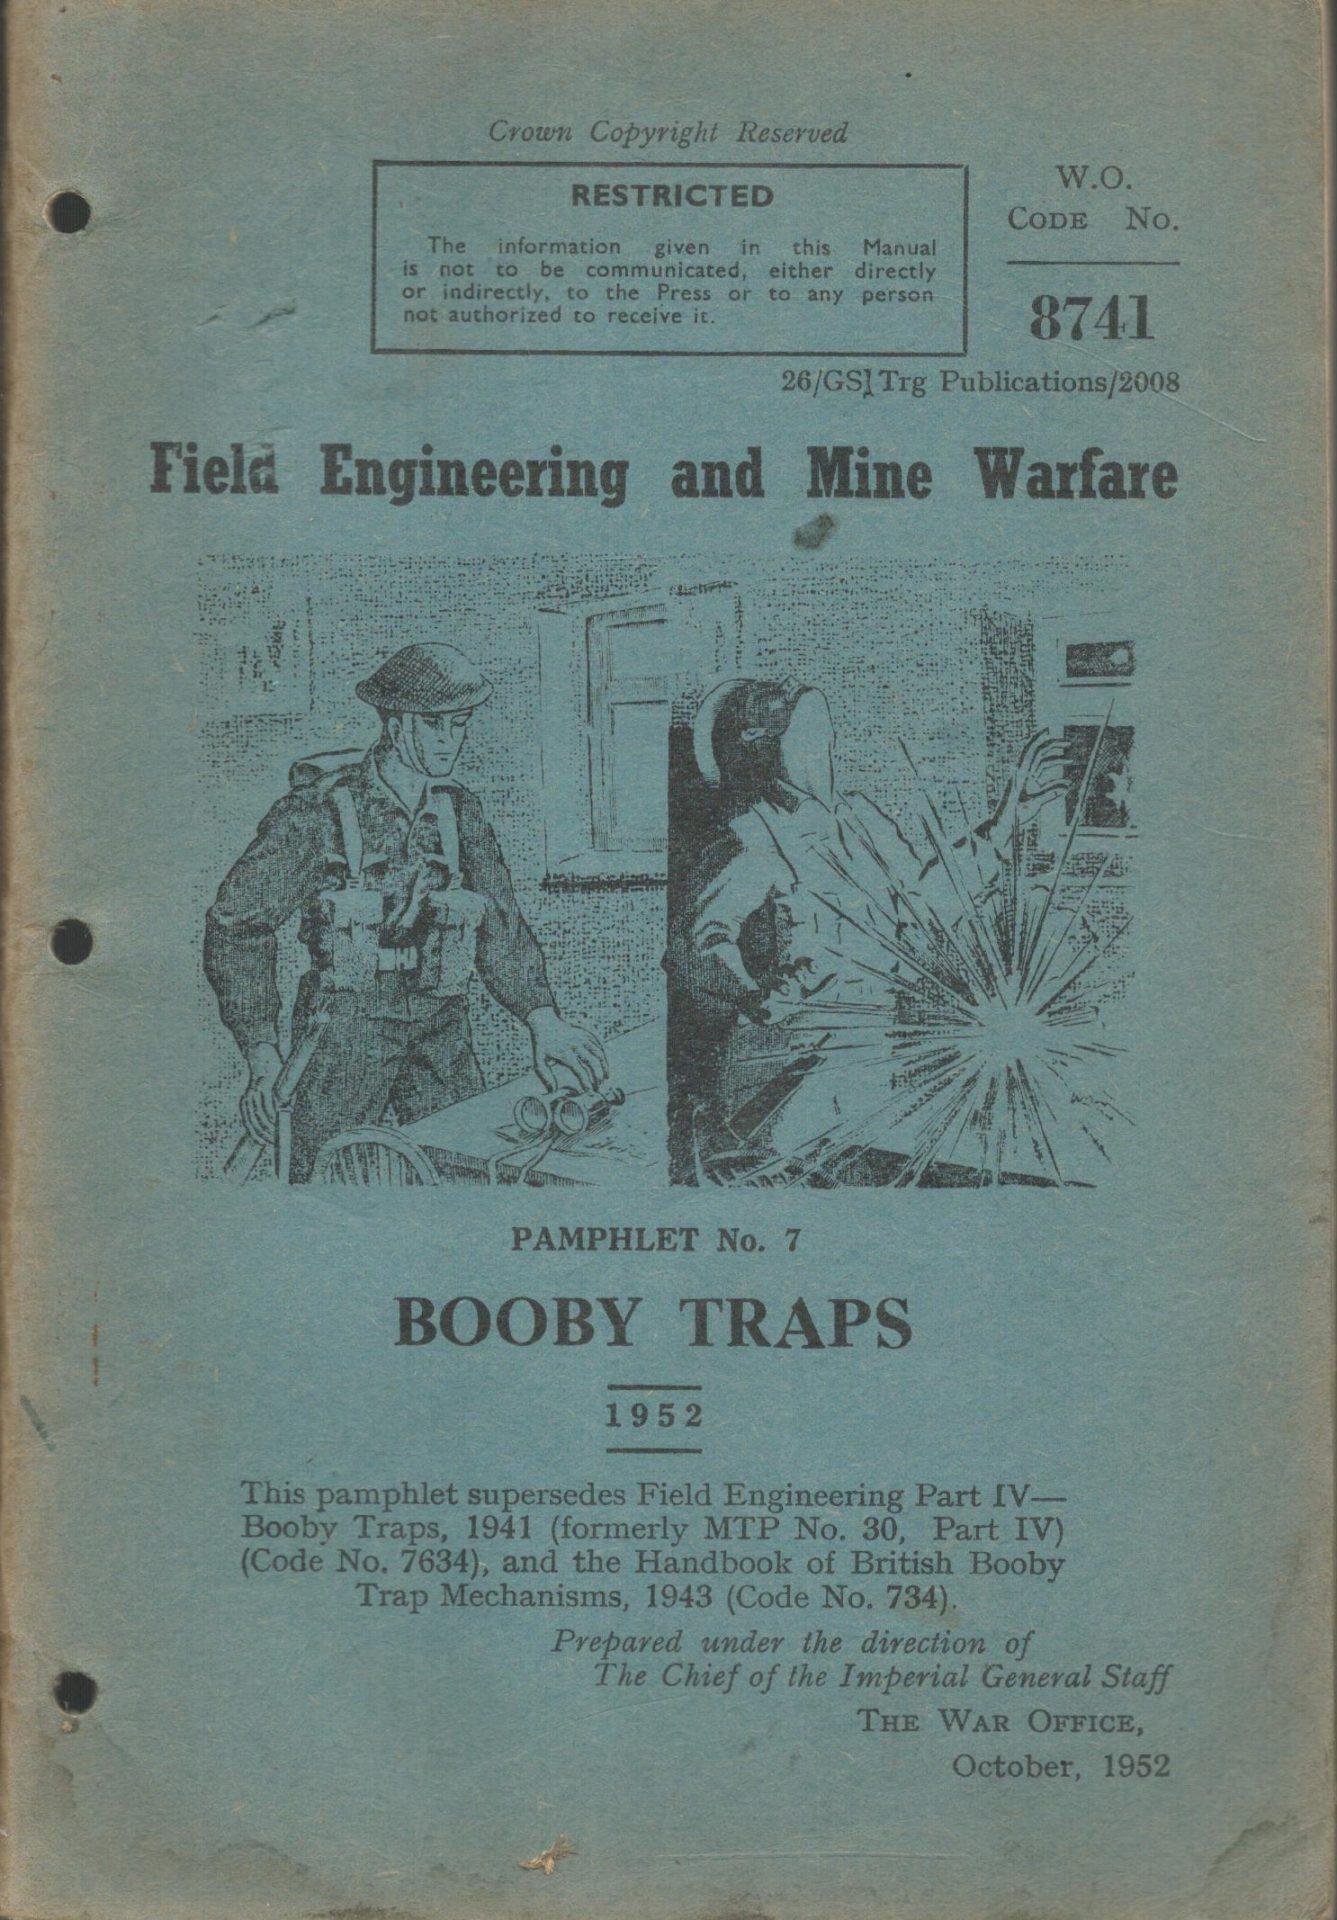 Crown Copyright Reserved
RESTRICTED
The information given in this Manual
is not to be communicated, either directly
or indirectly, to the Press or to any person
not authorized to receive it.
W.O.
CODE No.
8741
26/GS Trg Publications/2008
Field Engineering and Mine Warfare
PAMPHLET No. 7
BOOBY TRAPS
1952
This pamphlet supersedes Field Engineering Part IV—
Booby Traps, 1941 (formerly MTP No. 30, Part IV)
(Code No. 7634), and the Handbook of British Booby
Trap Mechanisms, 1943 (Code No. 734).
Prepared under the direction of
The Chief of the Imperial General Staff
THE WAR OFFICE,
October, 1952